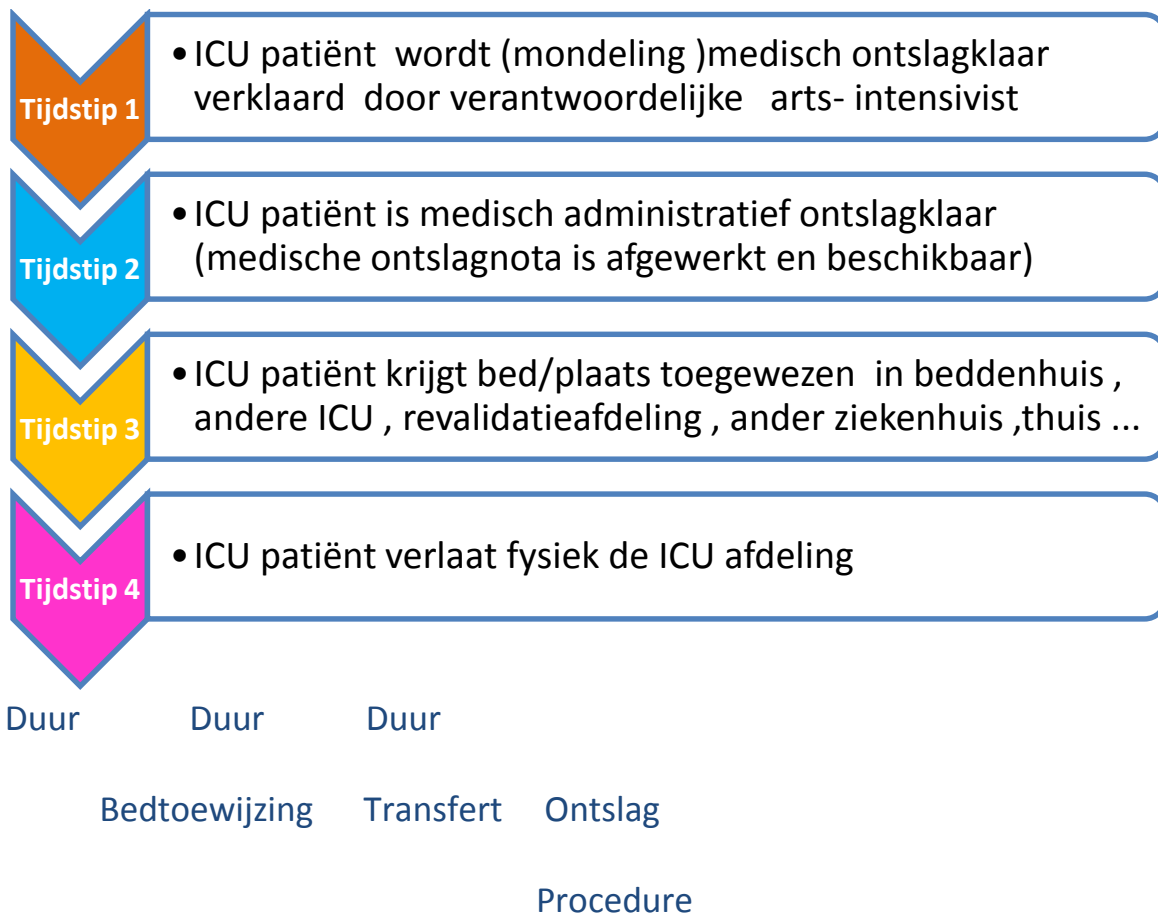 Tijdstip 1
• ICU patiënt wordt (mondeling )medisch ontslagklaar
verklaard door verantwoordelijke arts- intensivist
Tijdstip 2
• ICU patiënt is medisch administratief ontslagklaar
(medische ontslagnota is afgewerkt en beschikbaar)
Tijdstip 3
• ICU patiënt krijgt bed/plaats toegewezen in beddenhuis ,
andere ICU , revalidatieafdeling , ander ziekenhuis ,thuis ...
Tijdstip 4
• ICU patiënt verlaat fysiek de ICU afdeling
Duur Duur Duur
Bedtoewijzing Transfert Ontslag
Procedure